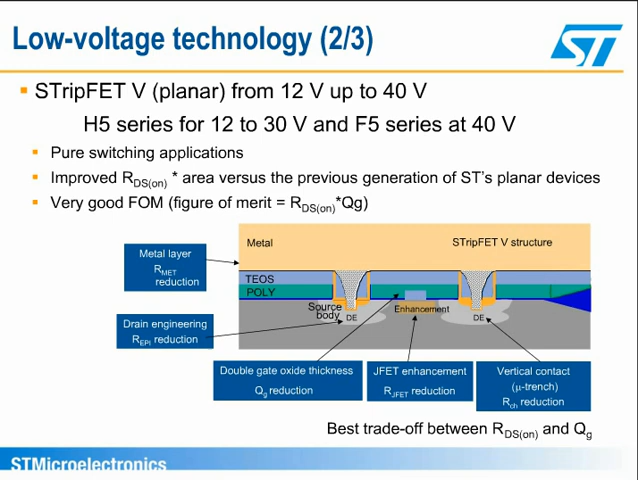 Low-voltage technology (2/3)
ST
STripFET V (planar) from 12 V up to 40 V
H5 series for 12 to 30 V and F5 series at 40 V
Pure switching applications
Improved RDS(on) * area versus the previous generation of ST's planar devices
Very good FOM (figure of merit = RDS(on)*Qg)
Metal
STripFET V structure
Metal layer
RMET
reduction
TEOS
POLY
Source
body
DE
Enhancement
DE
Drain engineering
REPI reduction
Double gate oxide thickness
Qg reduction
JFET enhancement
RJFET reduction
Vertical contact
(μ-trench)
Rch reduction
Best trade-off between RDS(on) and Qg
STMicroelectronics